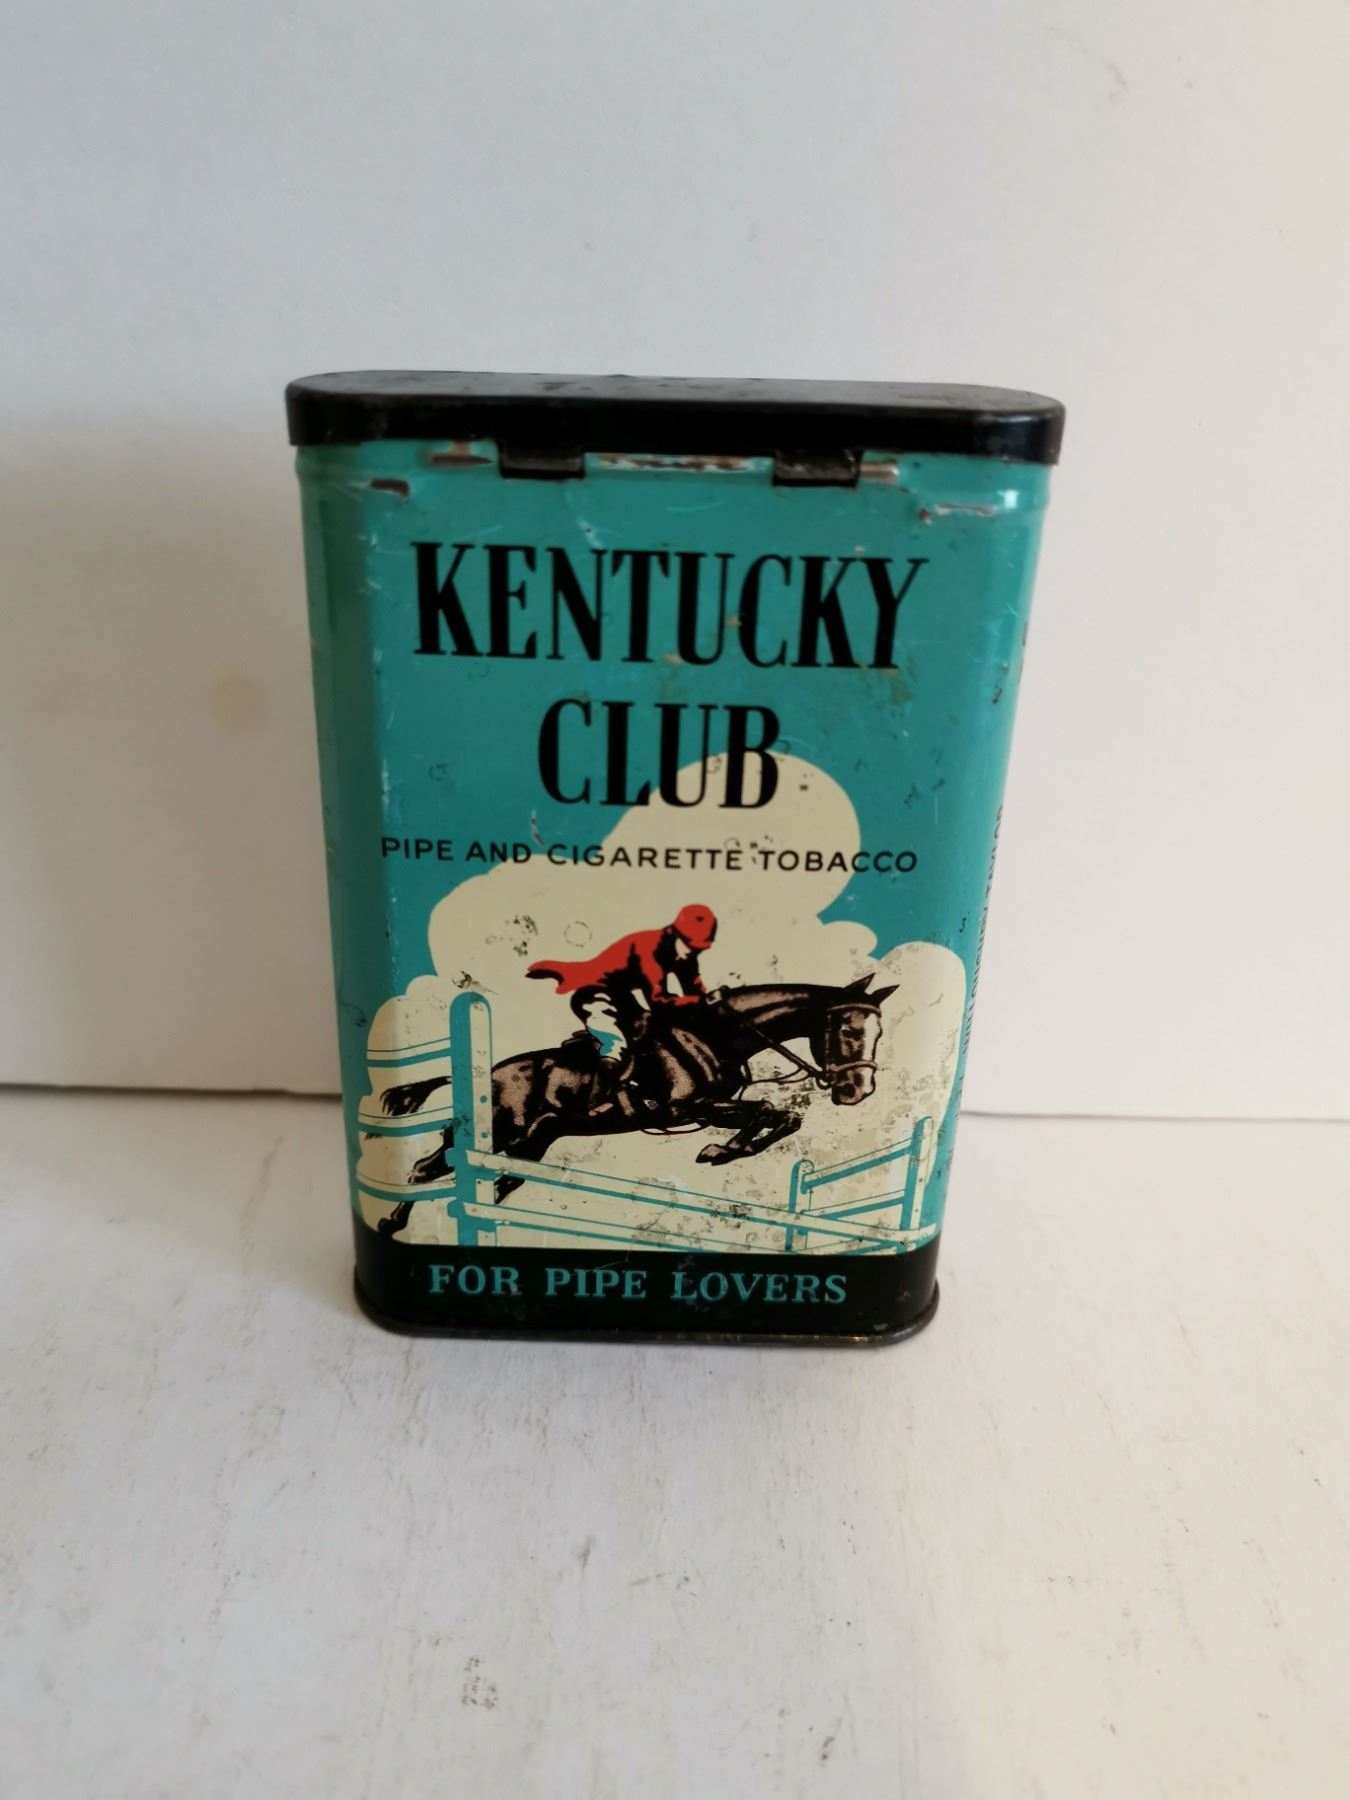 KENTUCKY
CLUB
PIPE AND CIGARETTE TOBACCO
FOR PIPE LOVERS